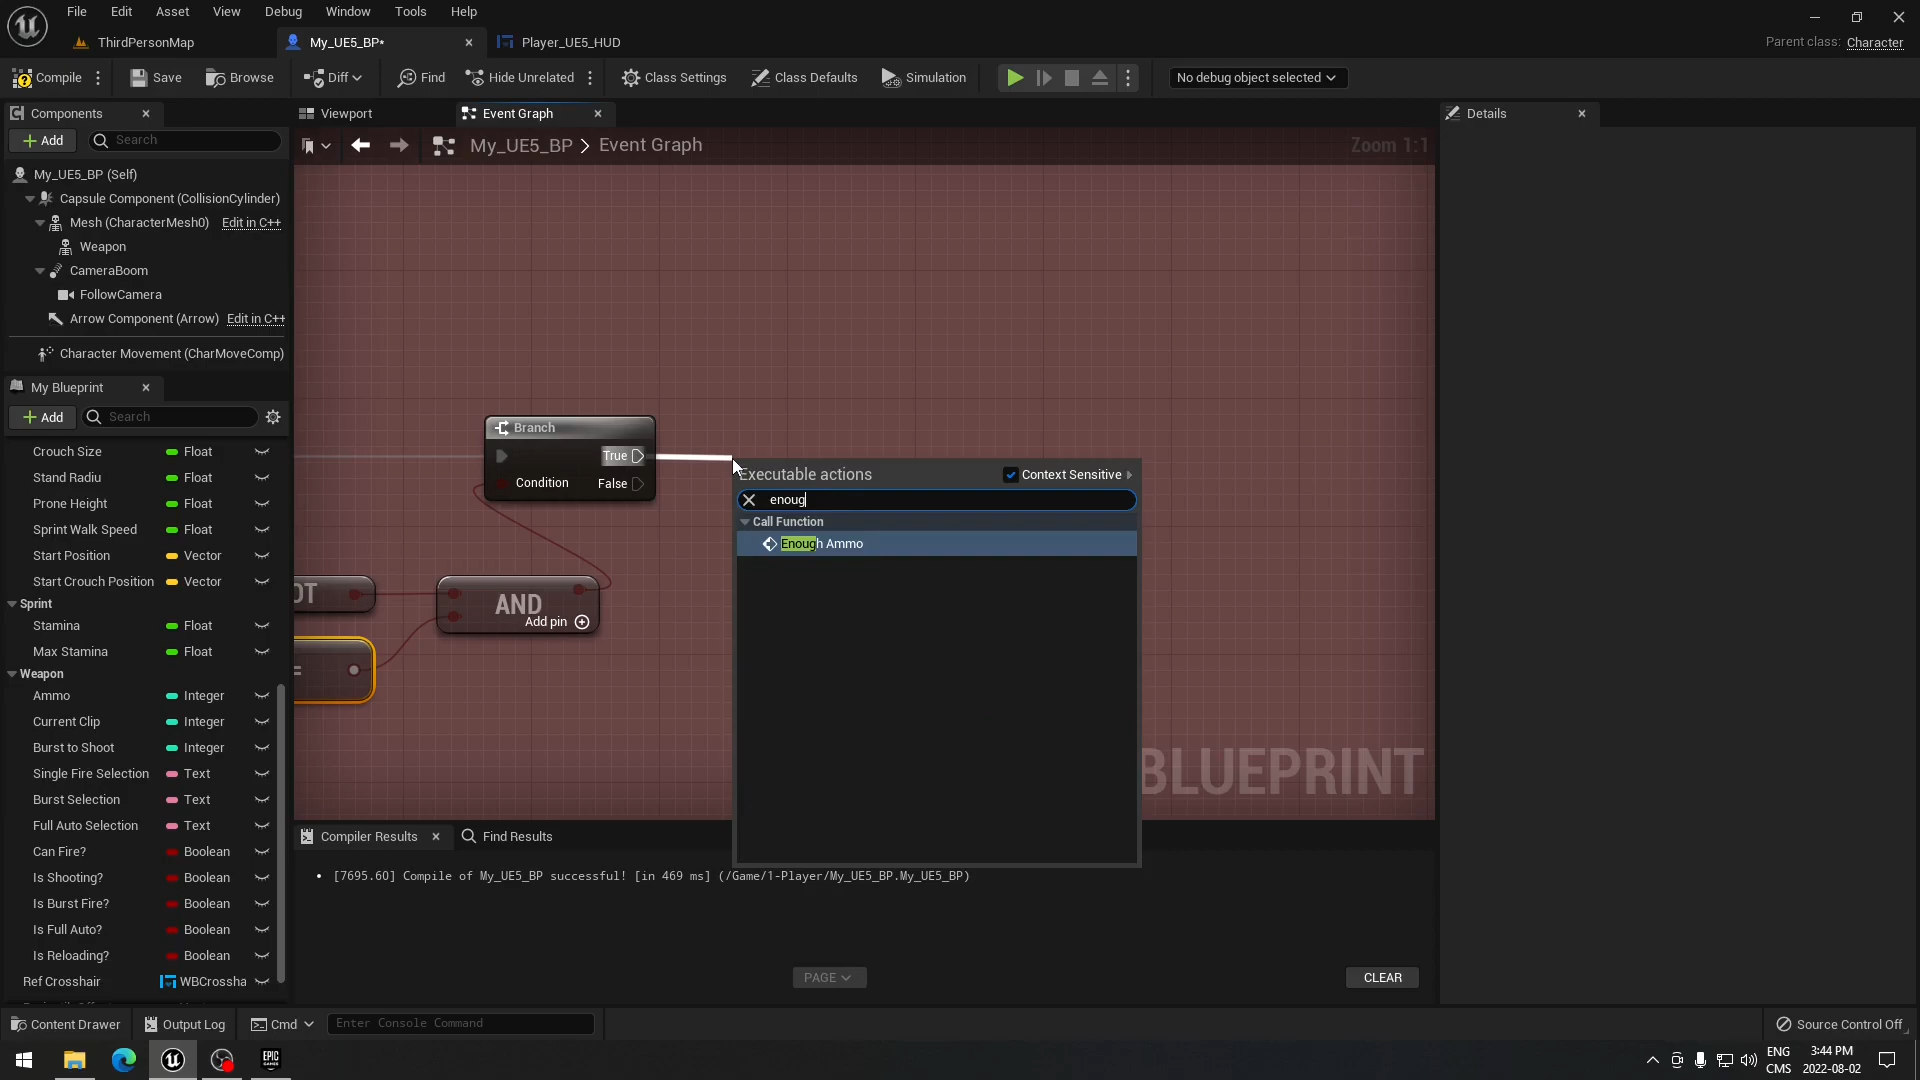 File Edit Asset View Debug Window Tools Help
ThirdPersonMap
My_UE5_BP*
Player_UE5_HUD
Parent class: Character
Compile
Save
Browse
Diff
Find
Hide Unrelated
Class Settings
Class Defaults
Simulation
No debug object selected
Components
Add
Search
My_UE5_BP (Self)
Capsule Component (CollisionCylinder)
Mesh (CharacterMesh0) Edit in C++
Weapon
CameraBoom
FollowCamera
Arrow Component (Arrow) Edit in C++
Character Movement (CharMoveComp)
My Blueprint
Add
Search
Crouch Size Float
Stand Radiu Float
Prone Height Float
Sprint Walk Speed Float
Start Position Vector
Start Crouch Position Vector
Sprint
Stamina Float
Max Stamina Float
Weapon
Ammo Integer
Current Clip Integer
Burst to Shoot Integer
Single Fire Selection Text
Burst Selection Text
Full Auto Selection Text
Can Fire? Boolean
Is Shooting? Boolean
Is Burst Fire? Boolean
Is Full Auto? Boolean
Is Reloading? Boolean
Ref Crosshair WBCrossha
Viewport
Event Graph
My_UE5_BP > Event Graph
Zoom 1:1
Branch
True
Condition False
OT
AND
Add pin
=
Executable actions
Context Sensitive
enoug
Call Function
Enough Ammo
BLUEPRINT
Compiler Results
Find Results
[7695.60] Compile of My_UE5_BP successful! [in 469 ms] (/Game/1-Player/My_UE5_BP.My_UE5_BP)
PAGE
CLEAR
Details
Content Drawer
Output Log
Cmd
Enter Console Command
Source Control Off
EPIC
GAMES
ENG
CMS
3:44 PM
2022-08-02